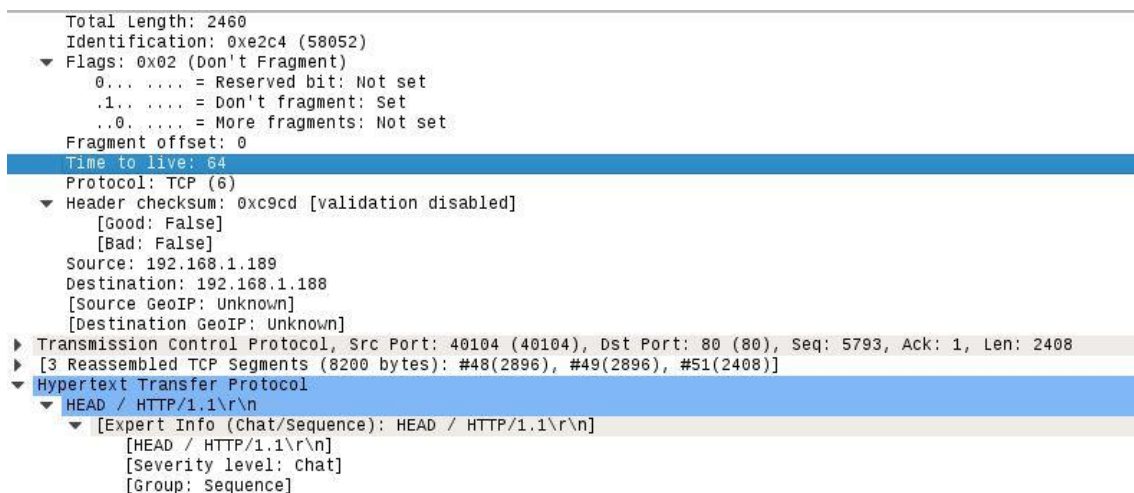 Total Length: 2460
Identification: 0xe2c4 (58052)
Flags: 0x02 (Don't Fragment)
0... .... = Reserved bit: Not set
.1.. .... = Don't fragment: Set
..0. .... = More fragments: Not set
Fragment offset: 0
Time to live: 64
Protocol: TCP (6)
Header checksum: 0xc9cd [validation disabled]
[Good: False]
[Bad: False]
Source: 192.168.1.189
Destination: 192.168.1.188
[Source GeoIP: Unknown]
[Destination GeoIP: Unknown]
Transmission Control Protocol, Src Port: 40104 (40104), Dst Port: 80 (80), Seq: 5793, Ack: 1, Len: 2408
[3 Reassembled TCP Segments (8200 bytes): #48(2896), #49(2896), #51(2408)]
Hypertext Transfer Protocol
HEAD / HTTP/1.1\r\n
[Expert Info (Chat/Sequence): HEAD / HTTP/1.1\r\n]
[HEAD / HTTP/1.1\r\n]
[Severity level: Chat]
[Group: Sequence]